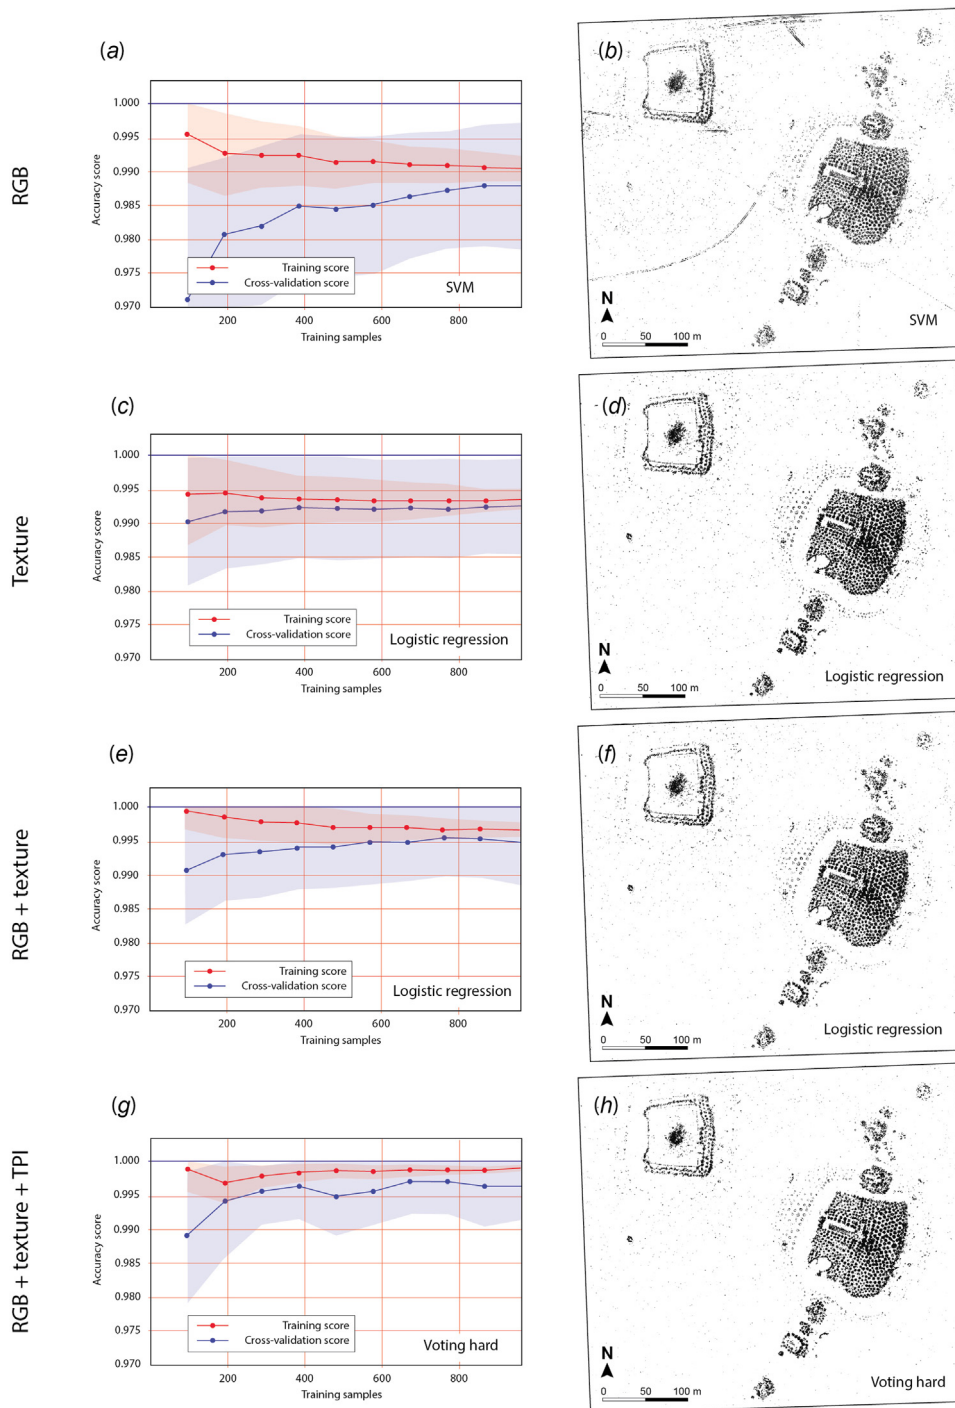 RGB
(a)
1.000
0.995
0.990
0.985
0.980
0.975
0.970
Accuracy score
Training score
Cross-validation score
SVM
200
400
600
800
Training samples
(b)
N
0
50
100 m
SVM
Texture
(c)
1.000
0.995
0.990
0.985
0.980
0.975
0.970
Accuracy score
Training score
Cross-validation score
Logistic regression
200
400
600
800
Training samples
(d)
N
0
50
100 m
Logistic regression
RGB + texture
(e)
1.000
0.995
0.990
0.985
0.980
0.975
0.970
Accuracy score
Training score
Cross-validation score
Logistic regression
200
400
600
800
Training samples
(f)
N
0
50
100 m
Logistic regression
RGB + texture + TPI
(g)
1.000
0.995
0.990
0.985
0.980
0.975
0.970
Accuracy score
Training score
Cross-validation score
Voting hard
200
400
600
800
Training samples
(h)
N
0
50
100 m
Voting hard